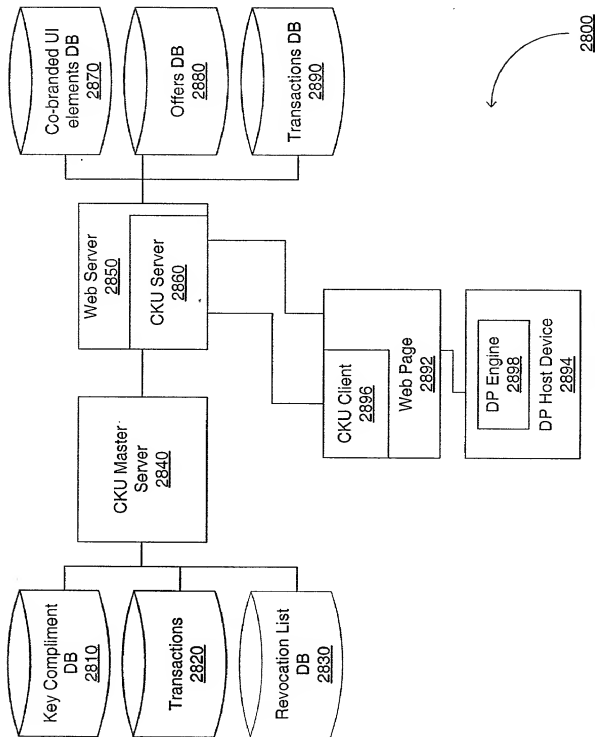 Key Compliment
DB
2810
Transactions
2820
Revocation List
DB
2830
CKU Master
Server
2840
Web Server
2850
CKU Server
2860
Co-branded UI
elements DB
2870
Offers DB
2880
Transactions DB
2890
CKU Client
2896
Web Page
2892
DP Engine
2898
DP Host Device
2894
2800